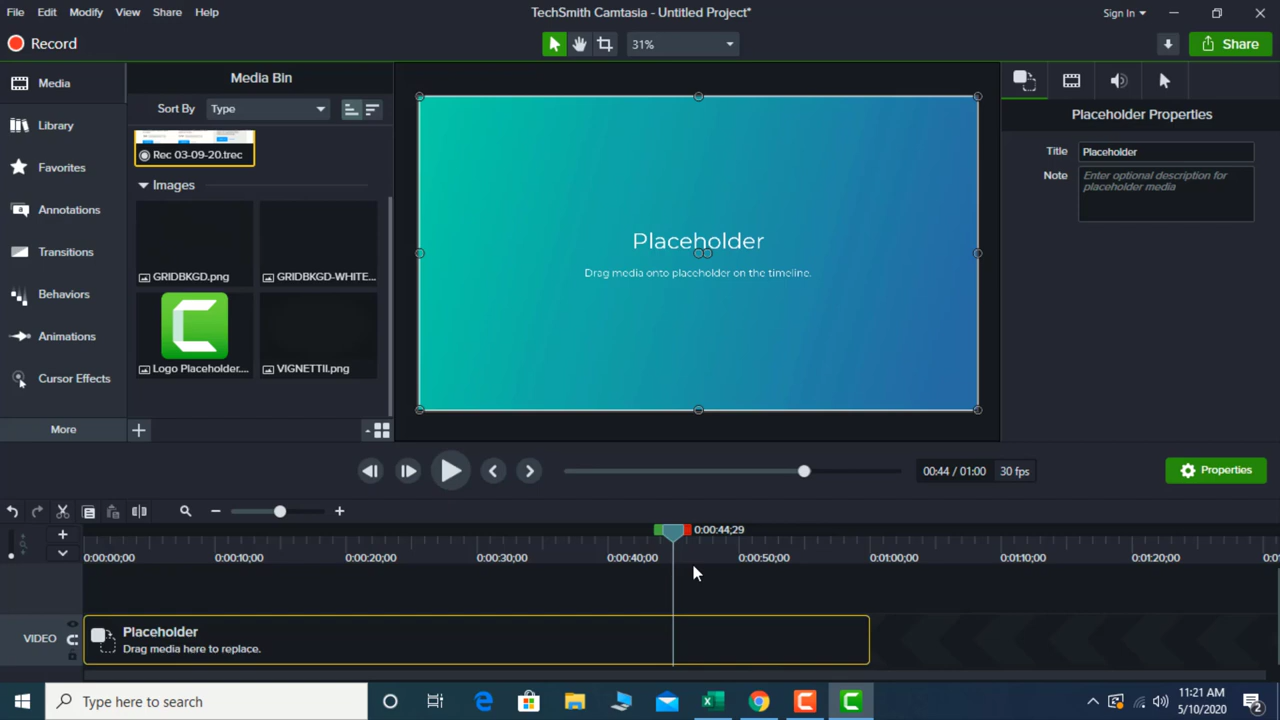 File Edit Modify View Share Help
TechSmith Camtasia - Untitled Project*
Sign In
Record
31%
Share
Media
Library
Favorites
Annotations
Transitions
Behaviors
Animations
Cursor Effects
More
Media Bin
Sort By Type
Rec 03-09-20.trec
Images
GRIDBKGD.png
GRIDBKGD-WHITE...
Logo Placeholder....
VIGNETTII.png
Placeholder
Drag media onto placeholder on the timeline.
Placeholder Properties
Title Placeholder
Note Enter optional description for
placeholder media
00:44 / 01:00 30 fps
Properties
0:00:44;29
0:00:00;00 0:00:10;00 0:00:20;00 0:00:30;00 0:00:40;00 0:00:50;00 0:01:00;00 0:01:10;00 0:01:20;00
VIDEO
Placeholder
Drag media here to replace.
Type here to search
11:21 AM
5/10/2020
2